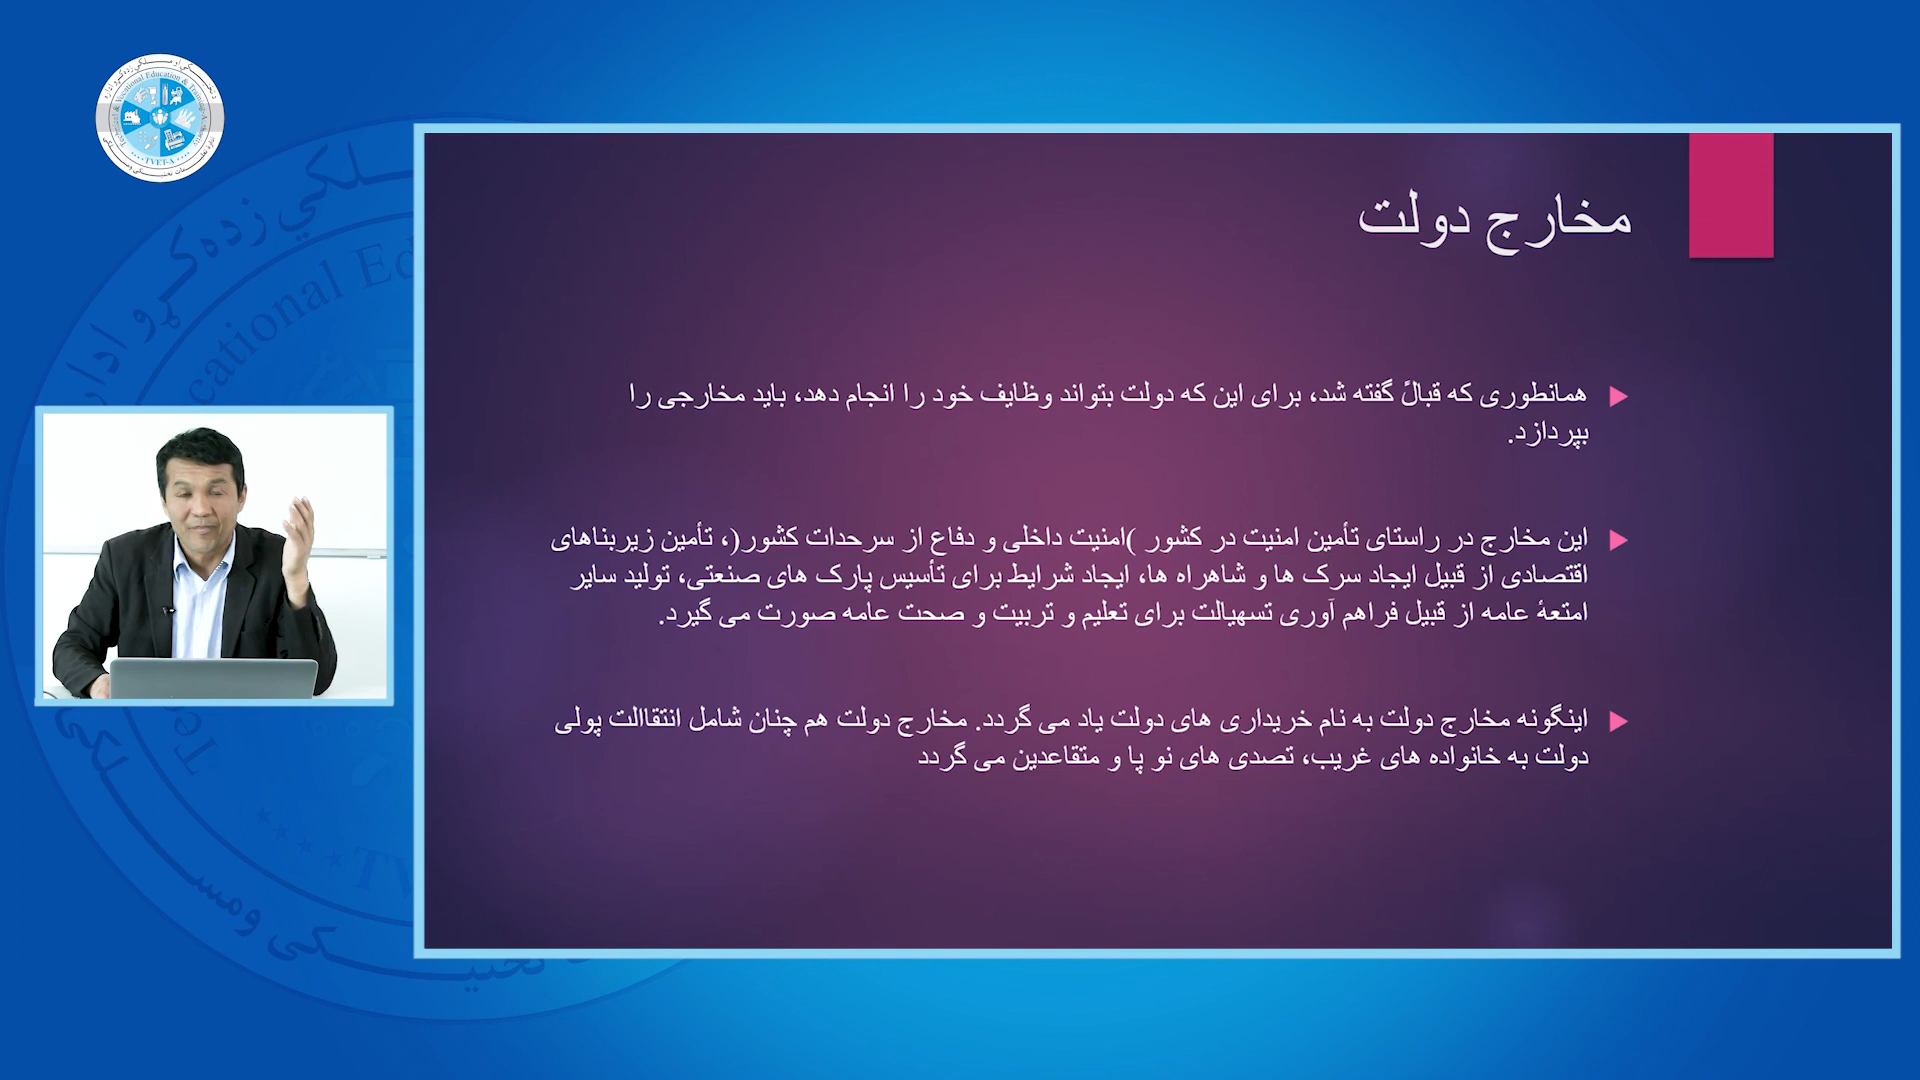 مخارج دولت
همانطوری که قبالً گفته شد، برای این که دولت بتواند وظایف خود را انجام دهد، باید مخارجی را
بپردازد.
این مخارج در راستای تأمین امنیت در کشور )امنیت داخلی و دفاع از سرحدات کشور(، تأمین زیربناهای
اقتصادی از قبیل ایجاد سرک ها و شاهراه ها، ایجاد شرایط برای تأسیس پارک های صنعتی، تولید سایر
امتعۀ عامه از قبیل فراهم آوری تسهیالت برای تعلیم و تربیت و صحت عامه صورت می گیرد.
اینگونه مخارج دولت به نام خریداری های دولت یاد می گردد. مخارج دولت هم چنان شامل انتقاالت پولی
دولت به خانواده های غریب، تصدی های نو پا و متقاعدین می گردد
TVET-A